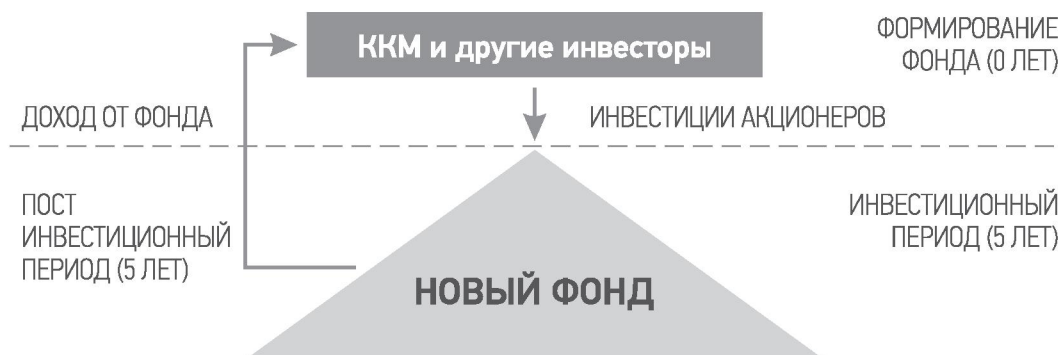 ККМ и другие инвесторы
ФОРМИРОВАНИЕ
ФОНДА (0 ЛЕТ)
ДОХОД ОТ ФОНДА
ИНВЕСТИЦИИ АКЦИОНЕРОВ
ПОСТ
ИНВЕСТИЦИОННЫЙ
ПЕРИОД (5 ЛЕТ)
ИНВЕСТИЦИОННЫЙ
ПЕРИОД (5 ЛЕТ)
НОВЫЙ ФОНД